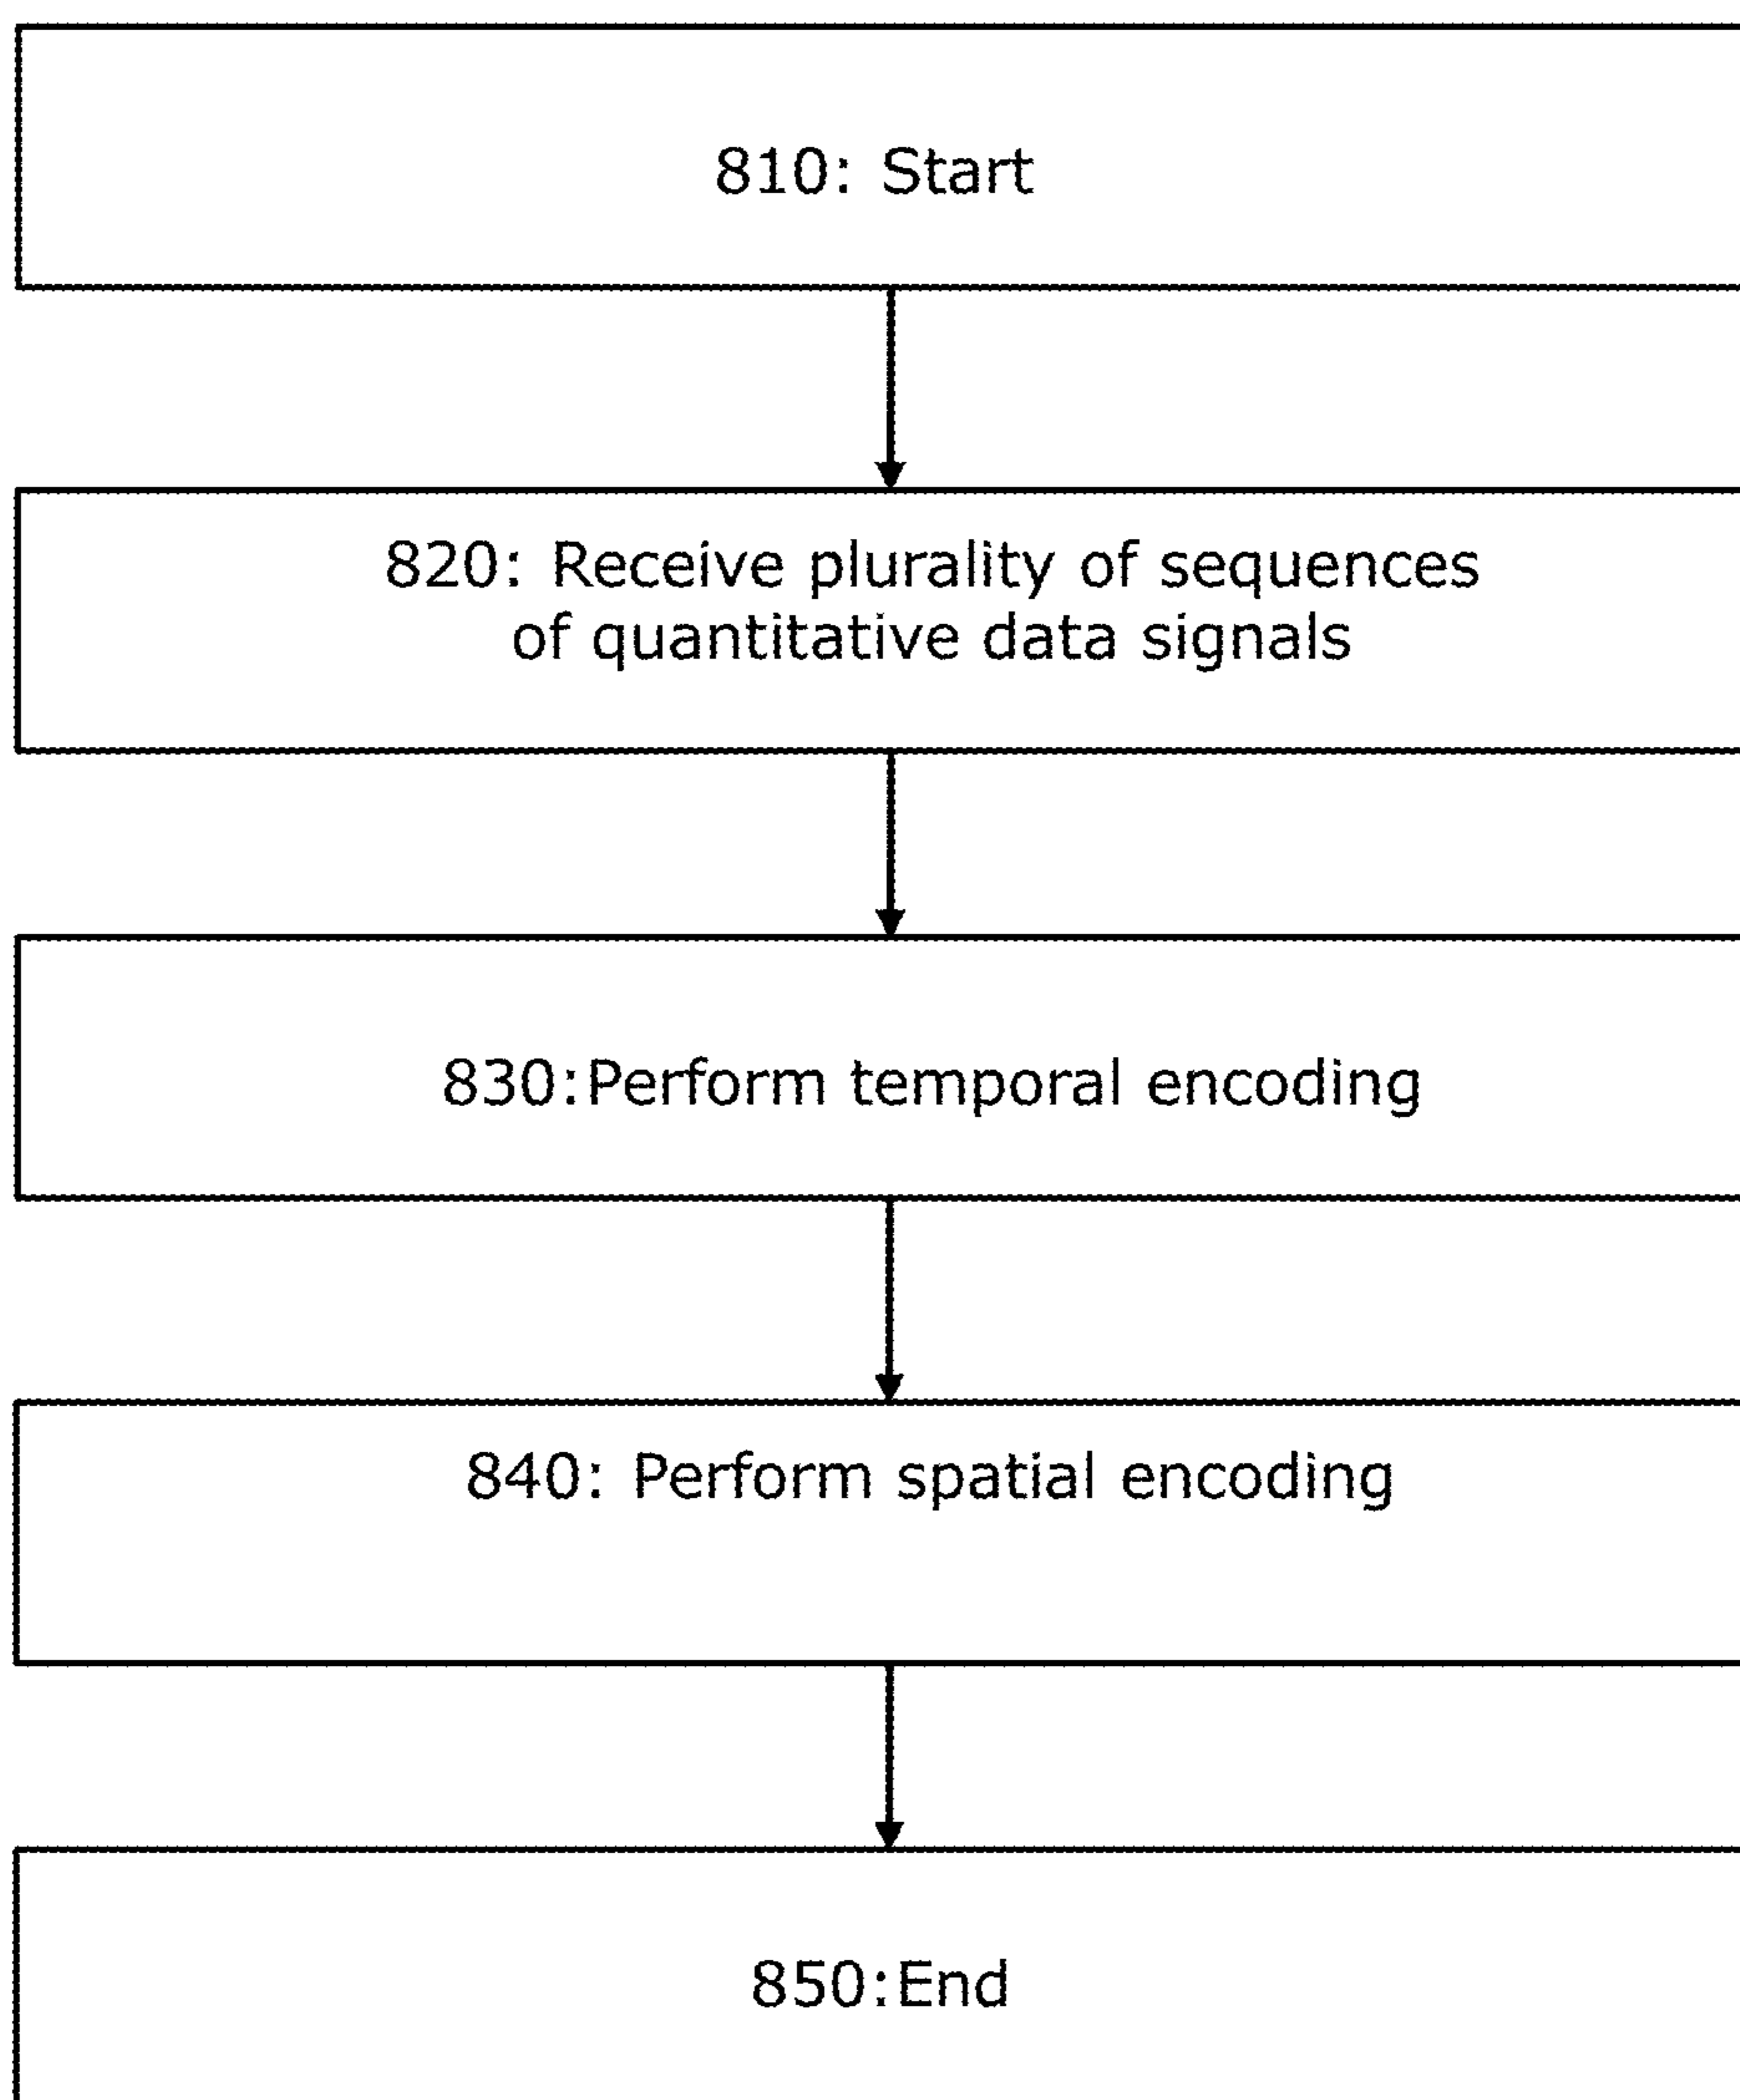 810: Start
820: Receive plurality of sequences
of quantitative data signals
830:Perform temporal encoding
840: Perform spatial encoding
850:End